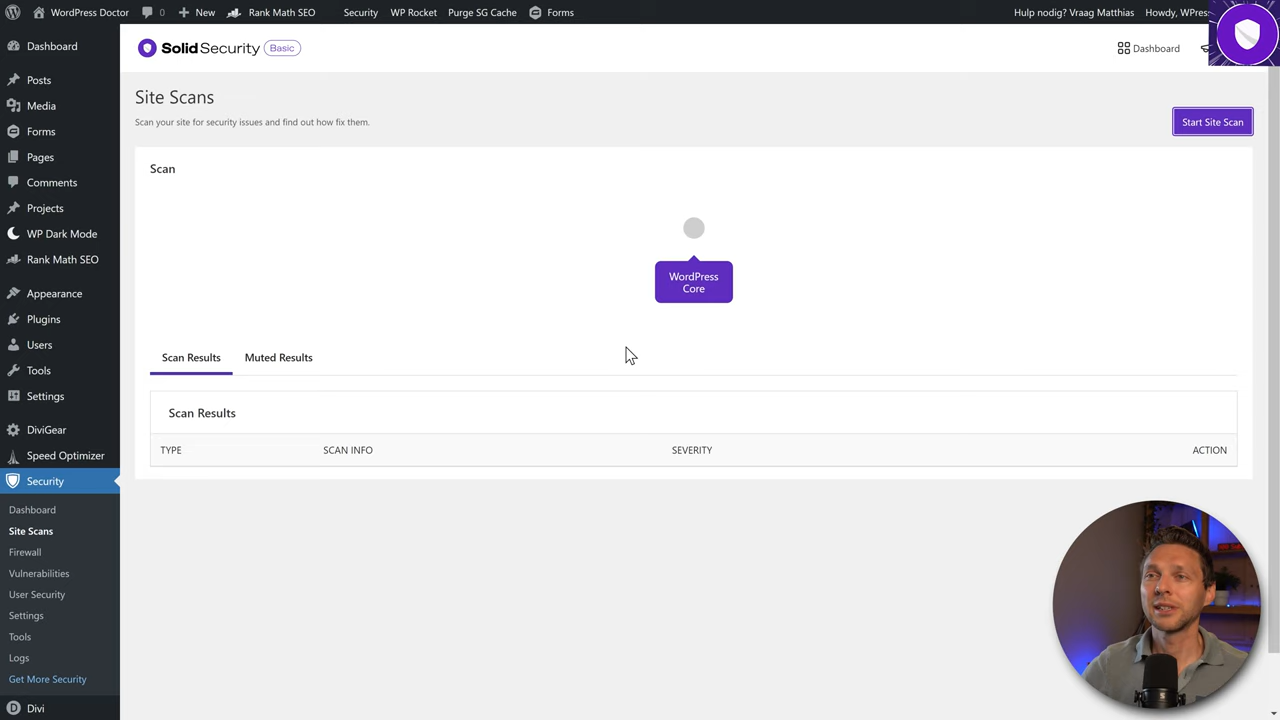 WordPress Doctor
0
New
Rank Math SEO
Security
WP Rocket
Purge SG Cache
Forms
Hulp nodig? Vraag Matthias
Howdy, WPres
Dashboard
Posts
Media
Forms
Pages
Comments
Projects
WP Dark Mode
Rank Math SEO
Appearance
Plugins
Users
Tools
Settings
DiviGear
Speed Optimizer
Security
Dashboard
Site Scans
Firewall
Vulnerabilities
User Security
Settings
Tools
Logs
Get More Security
Divi
SolidSecurity Basic
Dashboard
Site Scans
Scan your site for security issues and find out how fix them.
Start Site Scan
Scan
WordPress
Core
Scan Results
Muted Results
Scan Results
TYPE
SCAN INFO
SEVERITY
ACTION